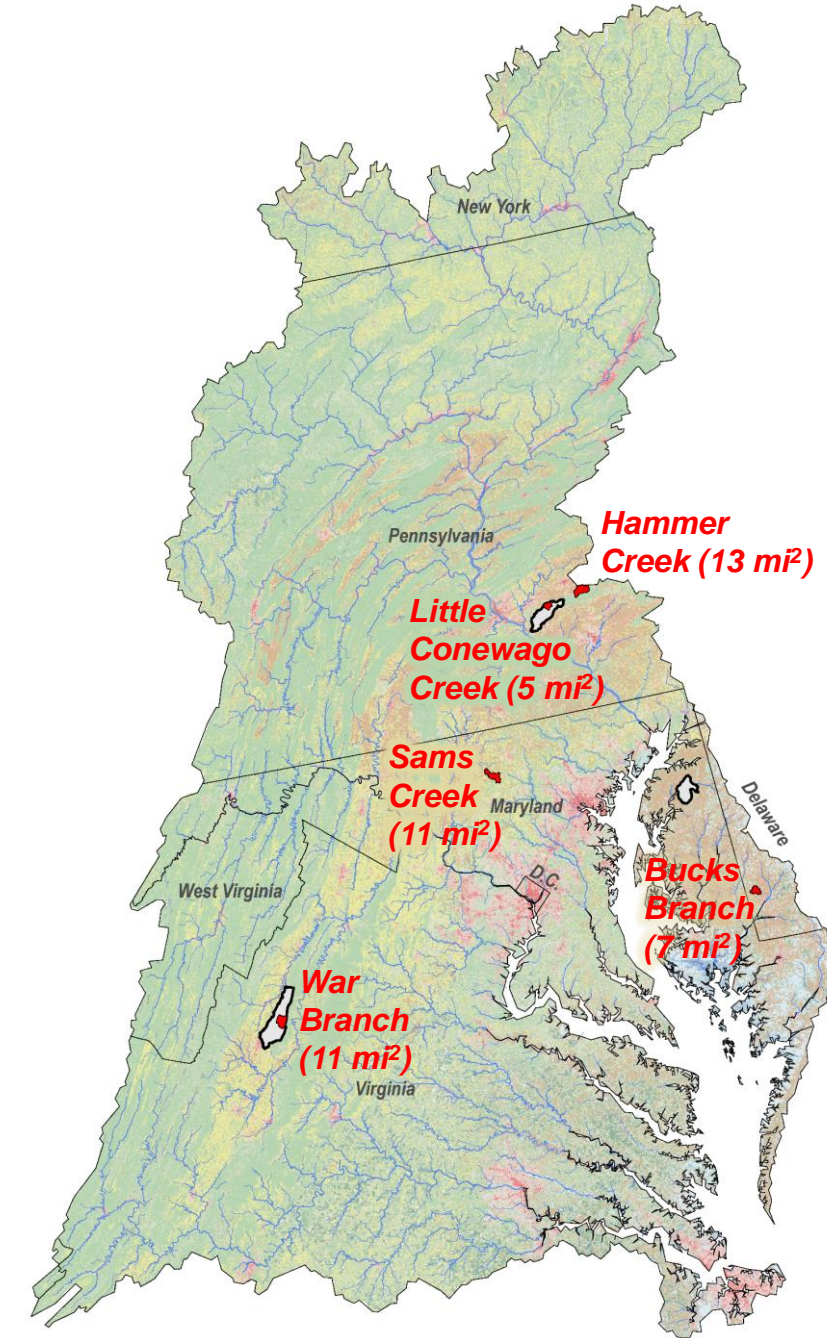 New York
Pennsylvania
Hammer
Creek (13 mi²)
Little
Conewago
Creek (5 mi²)
Sams
Creek
(11 mi²)
Maryland
Delaware
D.C.
West Virginia
Bucks
Branch
(7 mi²)
War
Branch
(11 mi²)
Virginia